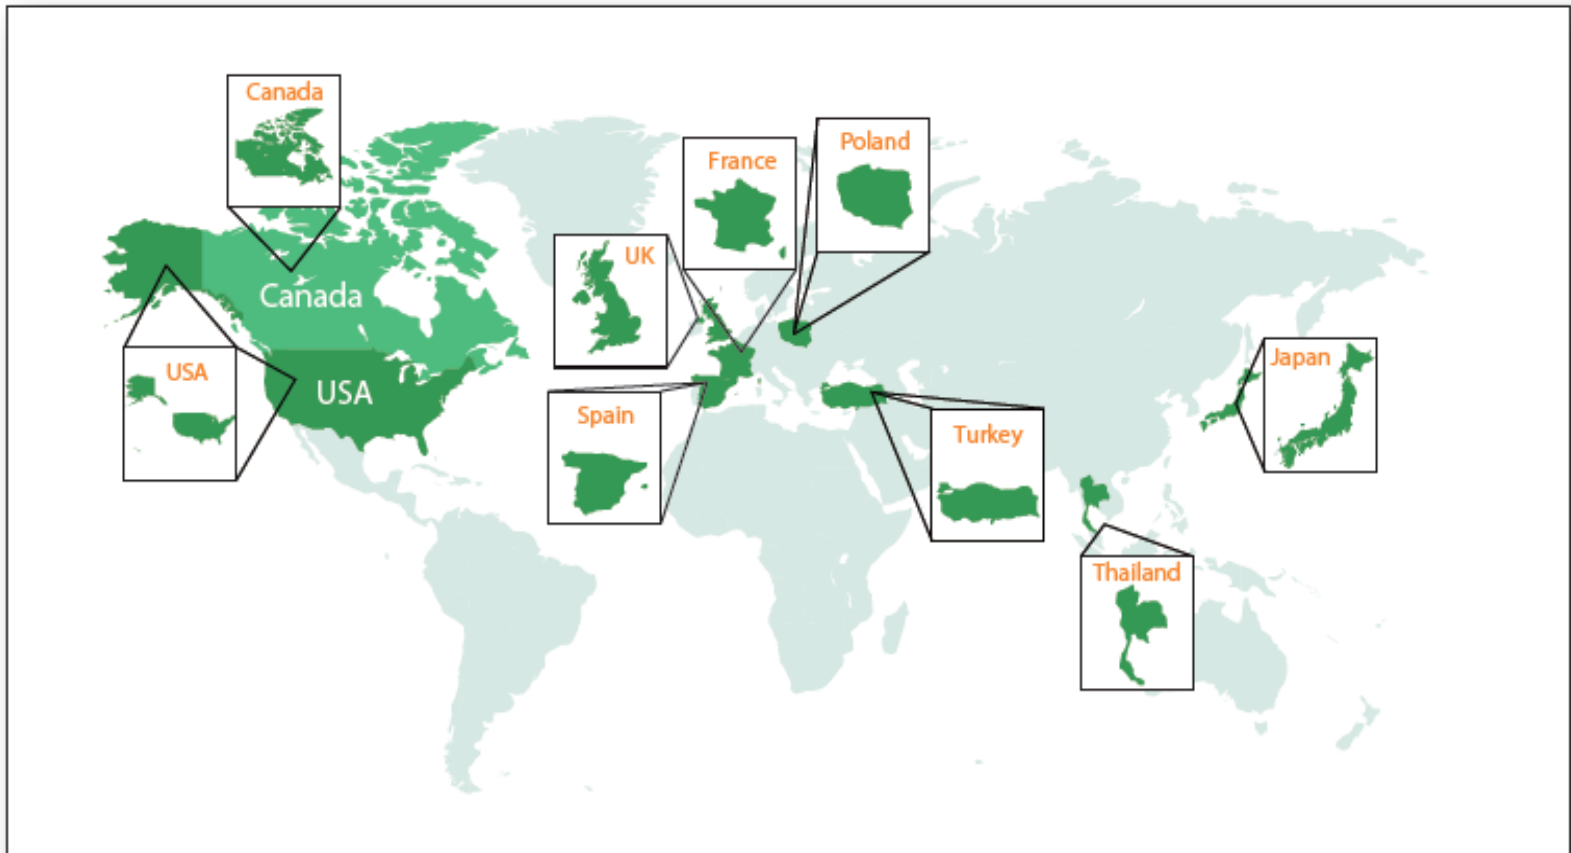 Canada
Poland
France
UK
Canada
Japan
USA
USA
Spain
Turkey
Thailand